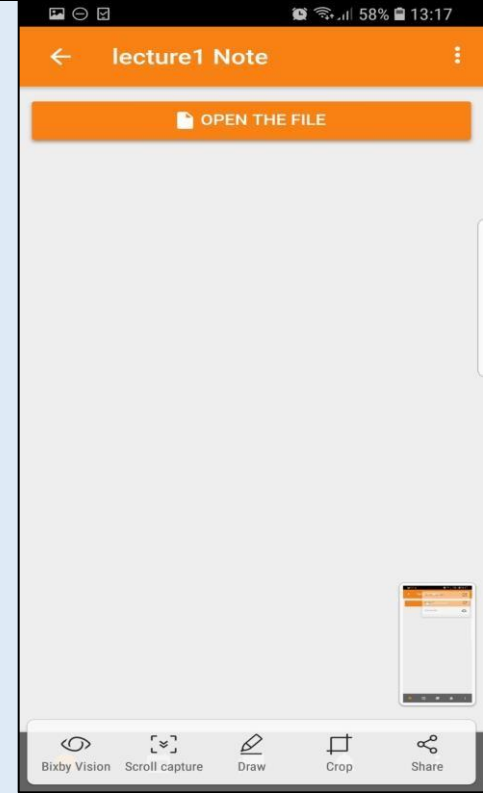 58% 13:17
lecture1 Note
OPEN THE FILE
Bixby Vision Scroll capture Draw Crop Share